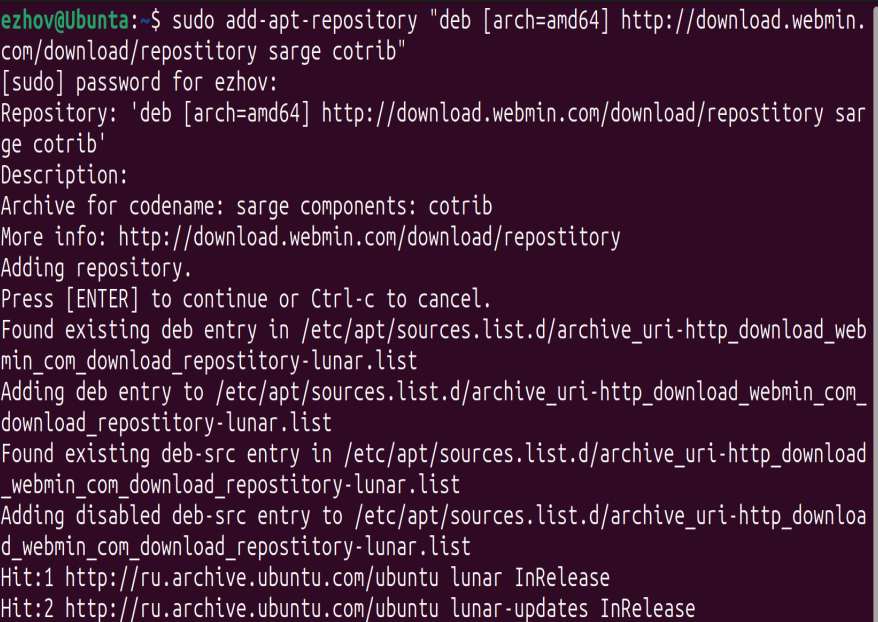 ezhov@Ubunta:~$ sudo add-apt-repository "deb [arch=amd64] http://download.webmin.
com/download/repostitory sarge cotrib"
[sudo] password for ezhov:
Repository: 'deb [arch=amd64] http://download.webmin.com/download/repostitory sar
ge cotrib'
Description:
Archive for codename: sarge components: cotrib
More info: http://download.webmin.com/download/repostitory
Adding repository.
Press [ENTER] to continue or Ctrl-c to cancel.
Found existing deb entry in /etc/apt/sources.list.d/archive_uri-http_download_web
min_com_download_repostitory-lunar.list
Adding deb entry to /etc/apt/sources.list.d/archive_uri-http_download_webmin_com_
download_repostitory-lunar.list
Found existing deb-src entry in /etc/apt/sources.list.d/archive_uri-http_download
_webmin_com_download_repostitory-lunar.list
Adding disabled deb-src entry to /etc/apt/sources.list.d/archive_uri-http_downloa
d_webmin_com_download_repostitory-lunar.list
Hit:1 http://ru.archive.ubuntu.com/ubuntu lunar InRelease
Hit:2 http://ru.archive.ubuntu.com/ubuntu lunar-updates InRelease